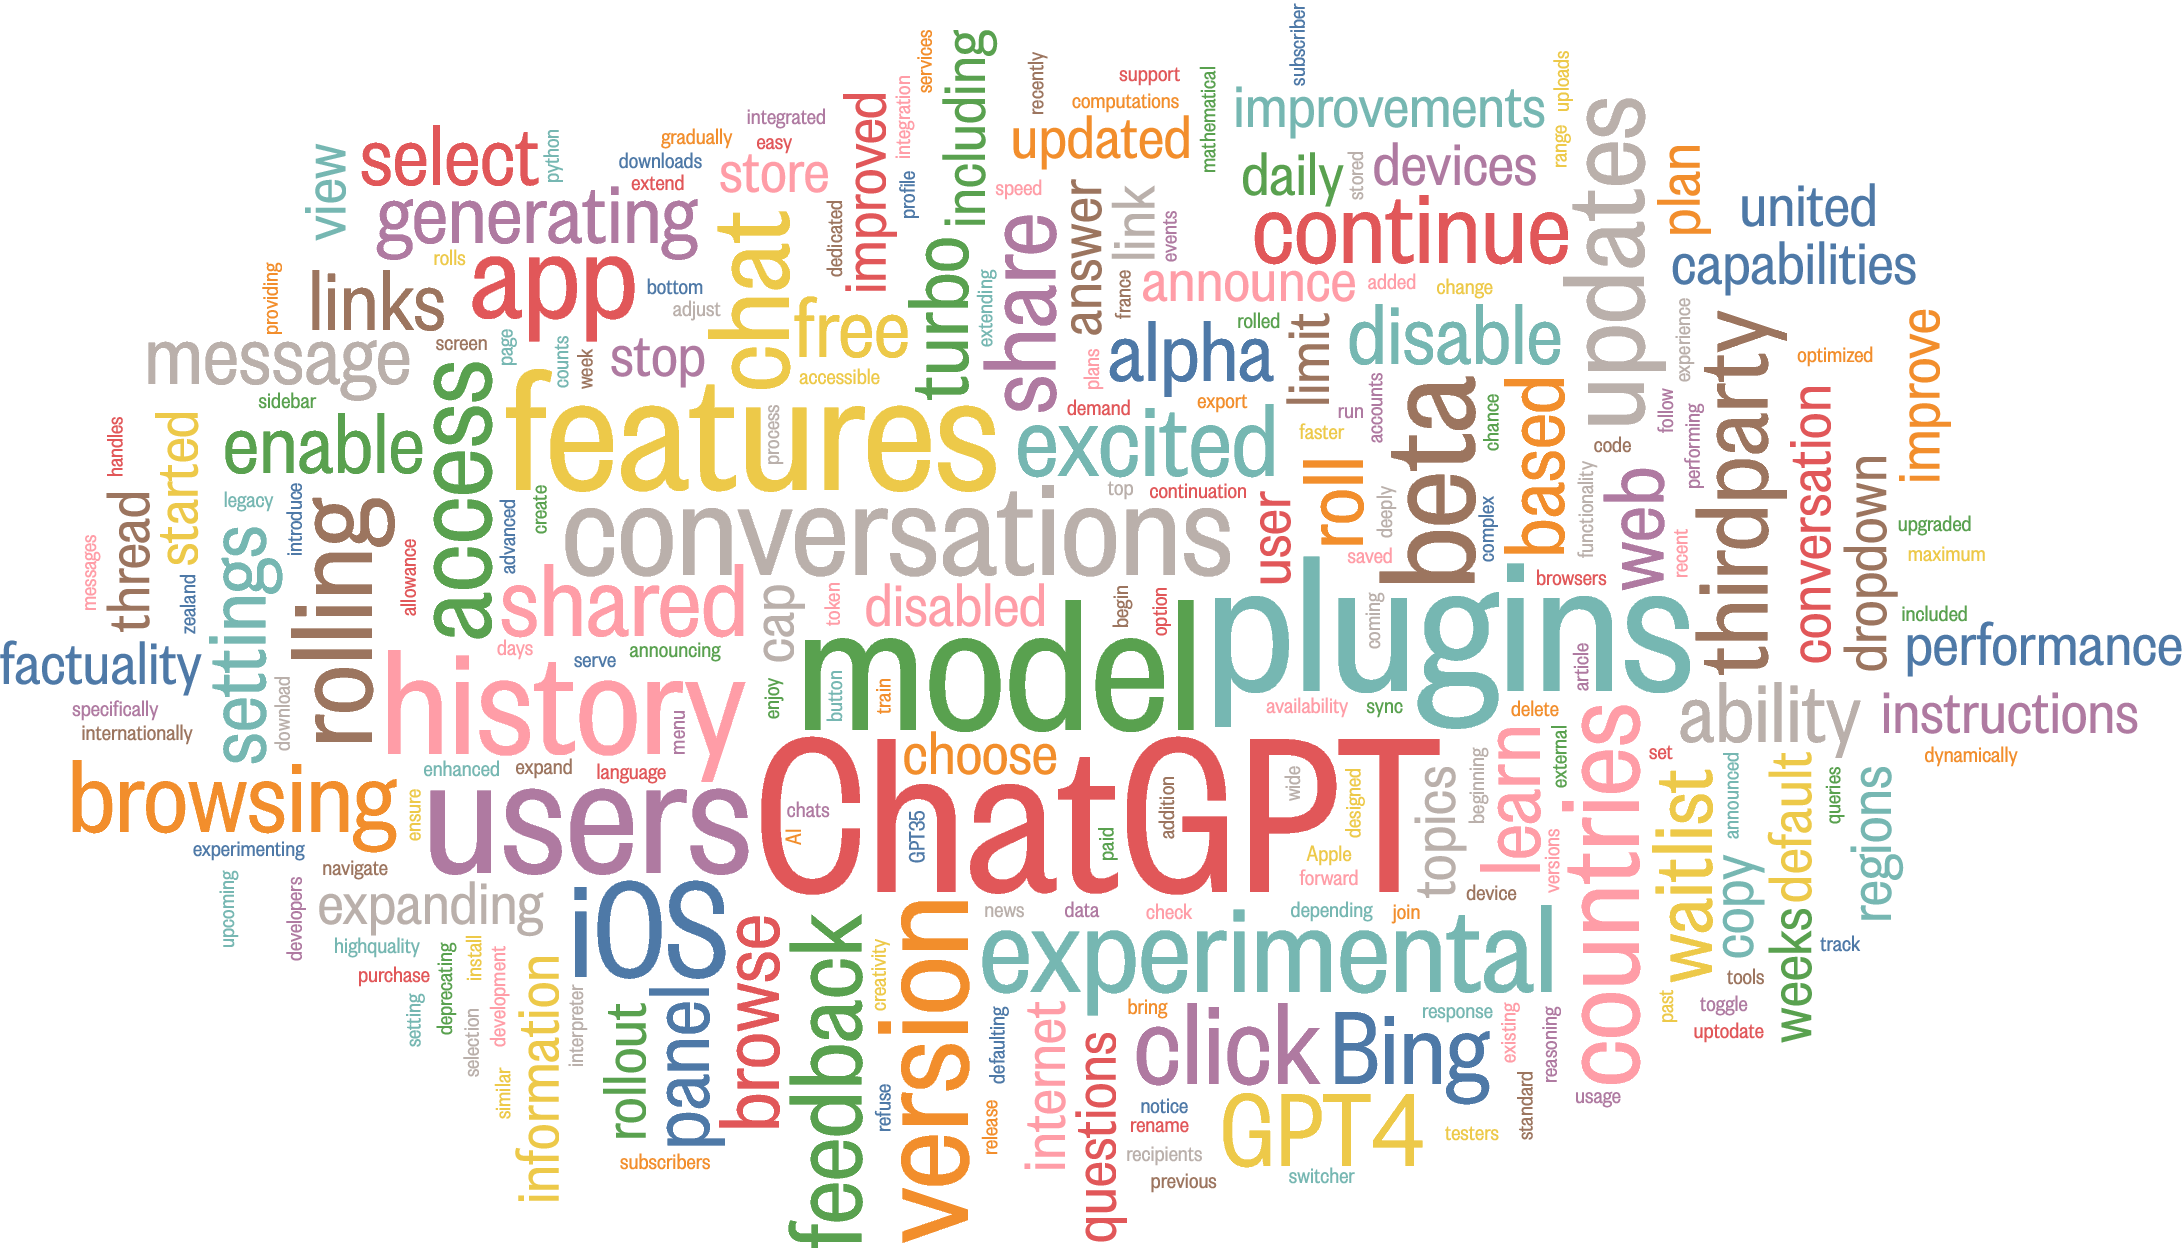 subscriber
services
including
recently
support
computations
mathematical
improvements
uploads
range
integrated
gradually
easy
improved
integration
updated
updates
select
python
view
downloads
extend
store
profile
speed
daily
stored
devices
plan
united
generating
chat
dedicated
turbo
share
answer
link
events
continue
capabilities
rolls
app
bottom
adjust
providing
links
free
extending
france
announce
added
change
experience
thirdparty
improve
message
screen
page
counts
week
stop
accessible
plans
alpha
rolled
limit
disable
optimized
sidebar
access
features
process
demand
export
run
accounts
beta
chance
based
code
follow
performing
conversation
handles
started
enable
excited
faster
legacy
introduce
rolling
advanced
create
conversations
top
continuation
user
roll
deeply
complex
functionality
web
recent
dropdown
upgraded
maximum
messages
thread
zealand
settings
allowance
shared
cap
token
disabled
begin
option
saved
coming
browsers
included
performance
factuality
days
serve
announcing
model
plugins
article
specifically
internationally
download
history
menu
enjoy
button
train
availability
sync
delete
ability
instructions
dynamically
browsing
enhanced
expand
language
choose
ChatGPT
wide
designed
topics
beginning
learn
external
countries
set
waitlist
announced
default
queries
regions
ensure
users
chats
AI
GPT35
paid
addition
Apple
forward
versions
experimenting
navigate
upcoming
developers
expanding
iOS
browse
feedback
creativity
version
news
data
check
depending
join
device
copy
weeks
track
highquality
purchase
deprecating
install
development
experimental
tools
toggle
uptodate
past
setting
selection
similar
information
interpreter
rollout
panel
refuse
defaulting
release
internet
questions
bring
click
Bing
response
existing
reasoning
standard
usage
notice
rename
recipients
previous
GPT4
testers
switcher
subscribers